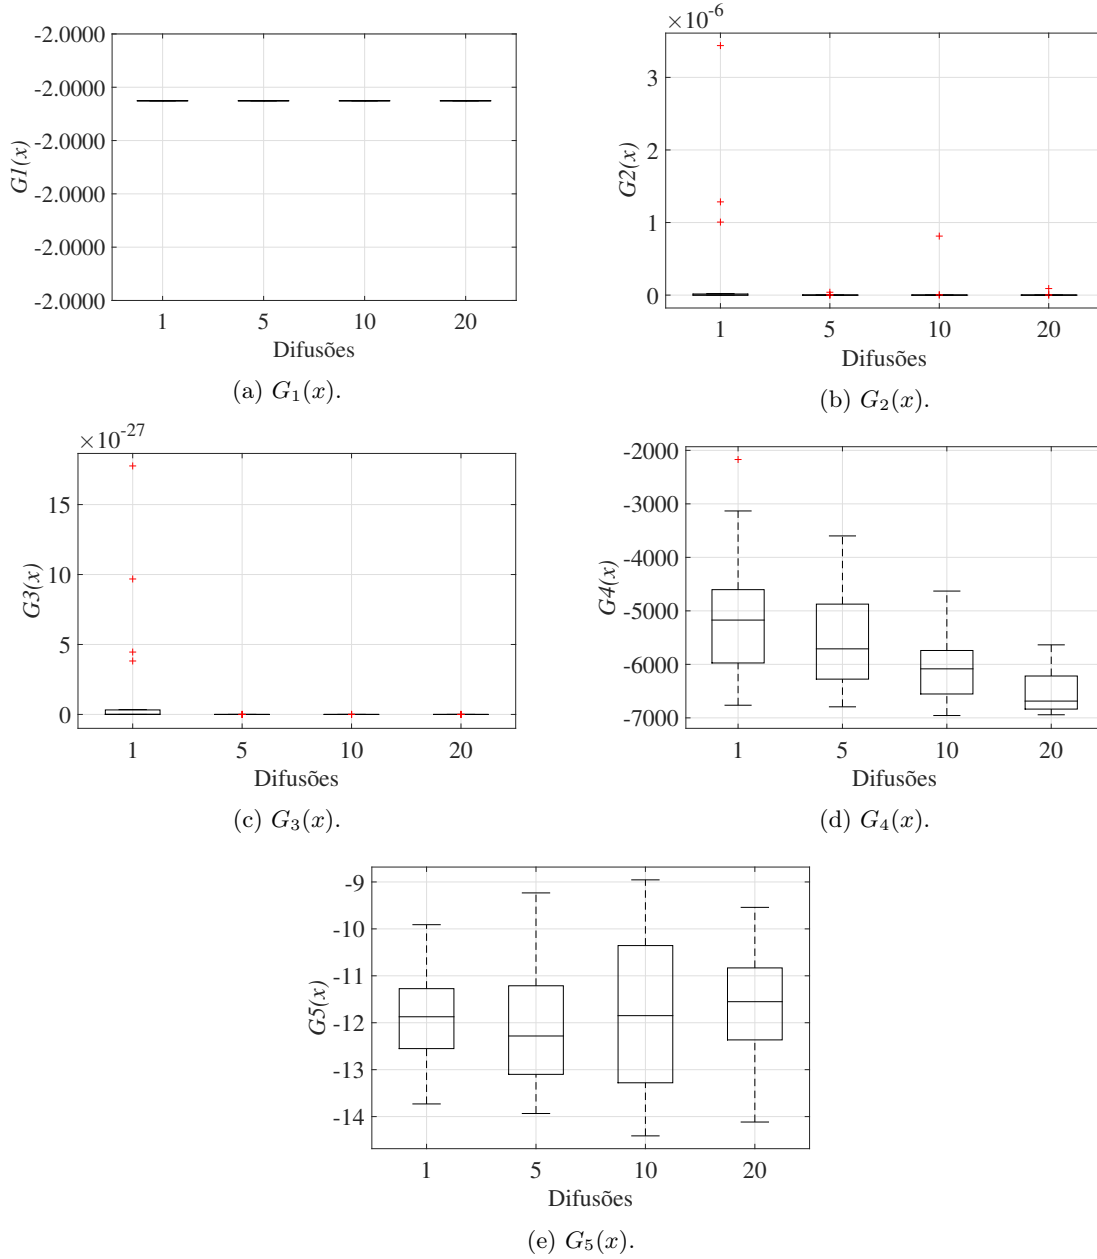 -2.0000
-2.0000
-2.0000
-2.0000
-2.0000
-2.0000
G1(x)
1 5 10 20
Difusões
(a) G₁(x).
×10⁻⁶
3
2
1
0
G2(x)
1 5 10 20
Difusões
(b) G₂(x).
×10⁻²⁷
15
10
5
0
G3(x)
1 5 10 20
Difusões
(c) G₃(x).
-2000
-3000
-4000
-5000
-6000
-7000
G4(x)
1 5 10 20
Difusões
(d) G₄(x).
-9
-10
-11
-12
-13
-14
G5(x)
1 5 10 20
Difusões
(e) G₅(x).